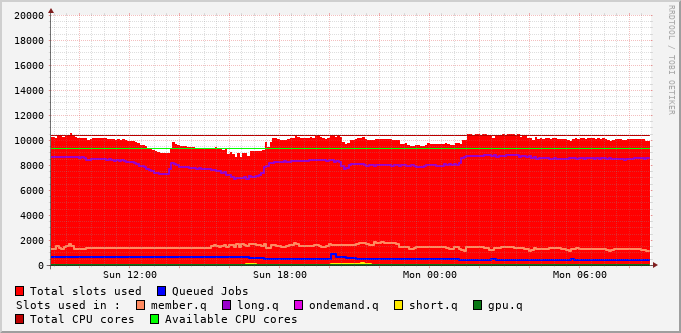 20000
18000
16000
14000
12000
10000
8000
6000
4000
2000
0
Sun 12:00 Sun 18:00 Mon 00:00 Mon 06:00
Total slots used Queued Jobs
Slots used in : member.q long.q ondemand.q short.q gpu.q
Total CPU cores Available CPU cores
RRDTOOL / TOBI OETIKER